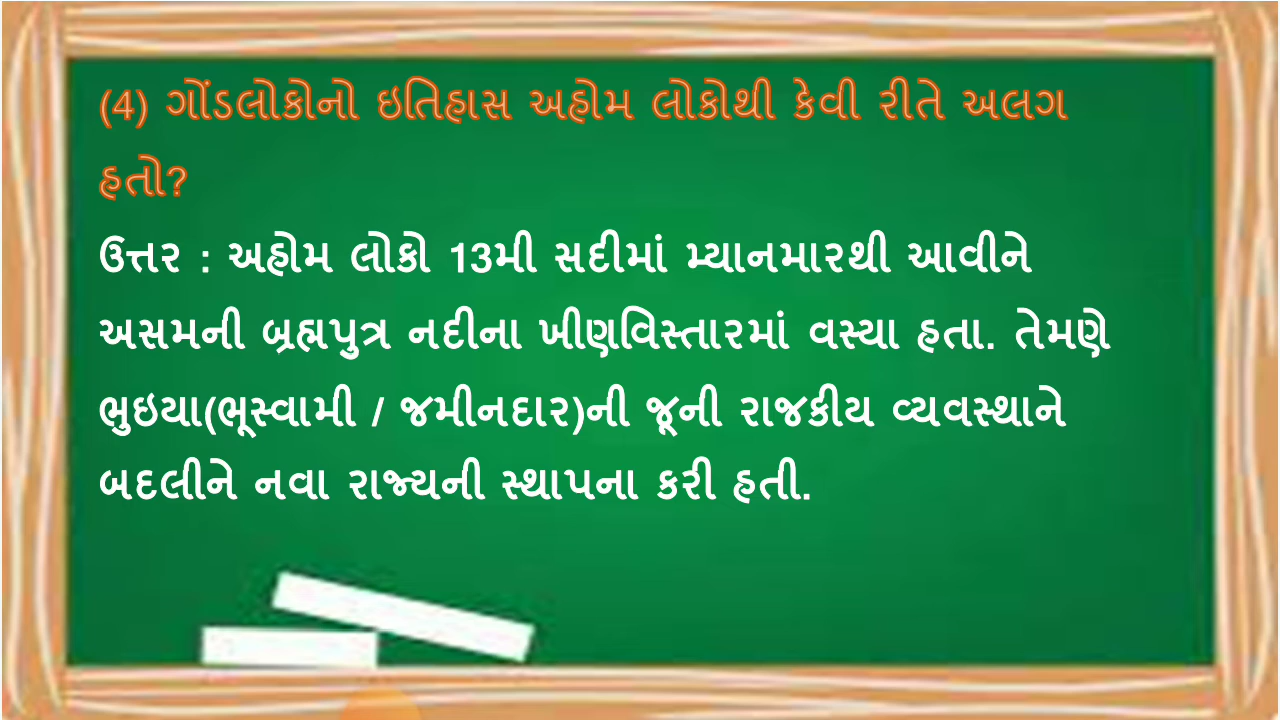 (4) ગોંડલોકોનો ઇતિહાસ અહોમ લોકોથી કેવી રીતે અલગ
હતો?
ઉત્તર : અહોમ લોકો 13મી સદીમાં મ્યાનમારથી આવીને
અસમની બ્રહ્મપુત્ર નદીના ખીણવિસ્તારમાં વસ્યા હતા. તેમણે
ભુઇયા(ભૂસ્વામી / જમીનદાર)ની જૂની રાજકીય વ્યવસ્થાને
બદલીને નવા રાજ્યની સ્થાપના કરી હતી.